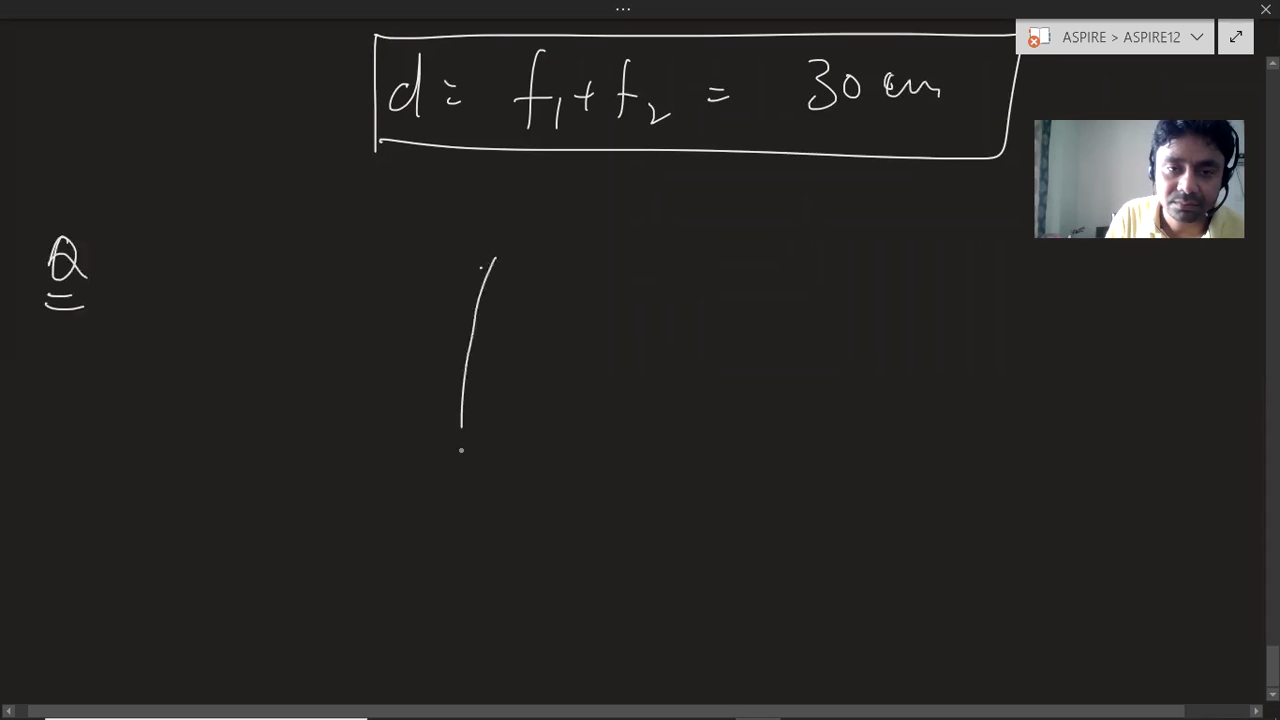 ASPIRE > ASPIRE12
d = f₁ + f₂ = 30 cm
Q